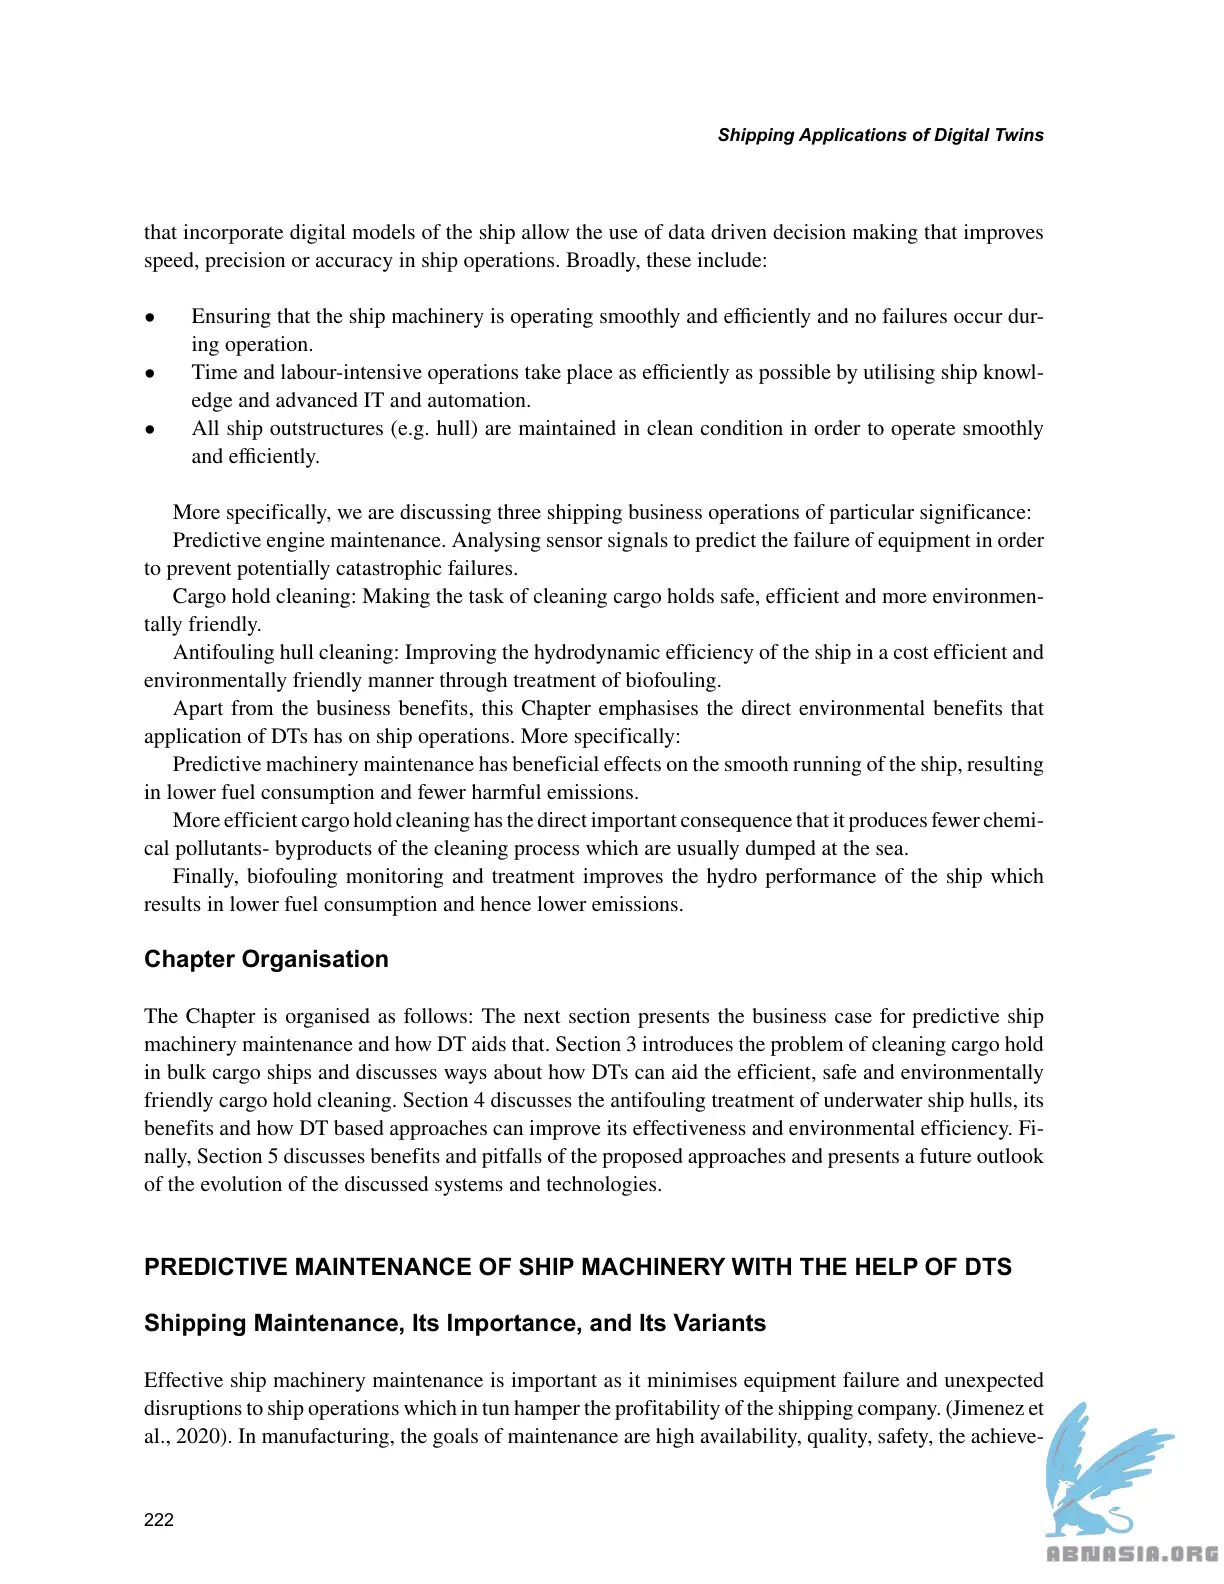 Shipping Applications of Digital Twins
that incorporate digital models of the ship allow the use of data driven decision making that improves
speed, precision or accuracy in ship operations. Broadly, these include:
● Ensuring that the ship machinery is operating smoothly and efficiently and no failures occur dur-
ing operation.
● Time and labour-intensive operations take place as efficiently as possible by utilising ship knowl-
edge and advanced IT and automation.
● All ship outstructures (e.g. hull) are maintained in clean condition in order to operate smoothly
and efficiently.
More specifically, we are discussing three shipping business operations of particular significance:
Predictive engine maintenance. Analysing sensor signals to predict the failure of equipment in order
to prevent potentially catastrophic failures.
Cargo hold cleaning: Making the task of cleaning cargo holds safe, efficient and more environmen-
tally friendly.
Antifouling hull cleaning: Improving the hydrodynamic efficiency of the ship in a cost efficient and
environmentally friendly manner through treatment of biofouling.
Apart from the business benefits, this Chapter emphasises the direct environmental benefits that
application of DTs has on ship operations. More specifically:
Predictive machinery maintenance has beneficial effects on the smooth running of the ship, resulting
in lower fuel consumption and fewer harmful emissions.
More efficient cargo hold cleaning has the direct important consequence that it produces fewer chemi-
cal pollutants- byproducts of the cleaning process which are usually dumped at the sea.
Finally, biofouling monitoring and treatment improves the hydro performance of the ship which
results in lower fuel consumption and hence lower emissions.
Chapter Organisation
The Chapter is organised as follows: The next section presents the business case for predictive ship
machinery maintenance and how DT aids that. Section 3 introduces the problem of cleaning cargo hold
in bulk cargo ships and discusses ways about how DTs can aid the efficient, safe and environmentally
friendly cargo hold cleaning. Section 4 discusses the antifouling treatment of underwater ship hulls, its
benefits and how DT based approaches can improve its effectiveness and environmental efficiency. Fi-
nally, Section 5 discusses benefits and pitfalls of the proposed approaches and presents a future outlook
of the evolution of the discussed systems and technologies.
PREDICTIVE MAINTENANCE OF SHIP MACHINERY WITH THE HELP OF DTS
Shipping Maintenance, Its Importance, and Its Variants
Effective ship machinery maintenance is important as it minimises equipment failure and unexpected
disruptions to ship operations which in tun hamper the profitability of the shipping company. (Jimenez et
al., 2020). In manufacturing, the goals of maintenance are high availability, quality, safety, the achieve-
222
ABNASIA.ORG